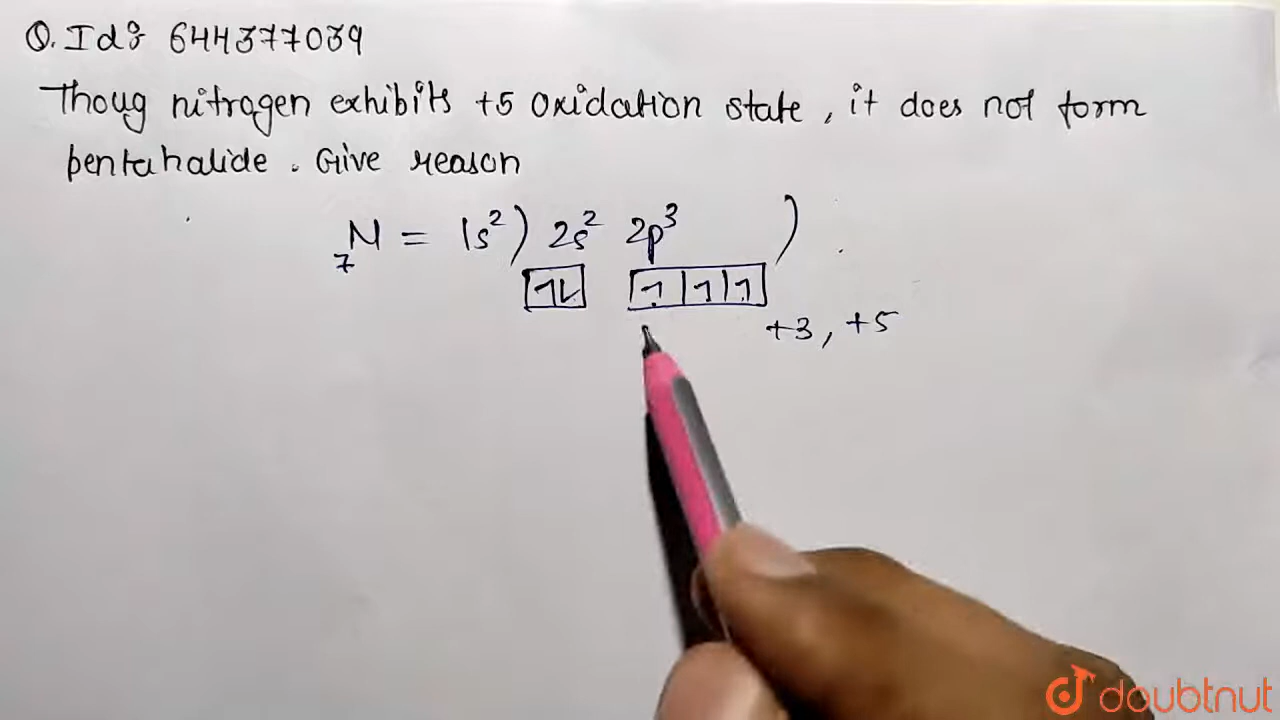 Q. Id:- 644377039
Thoug nitrogen exhibits +5 oxidation state, it does not form
pentahalide. Give reason
₇N = 1s²) 2s² 2p³ )
↿⇂ ↿ ↿ ↿
+3, +5
doubtnut